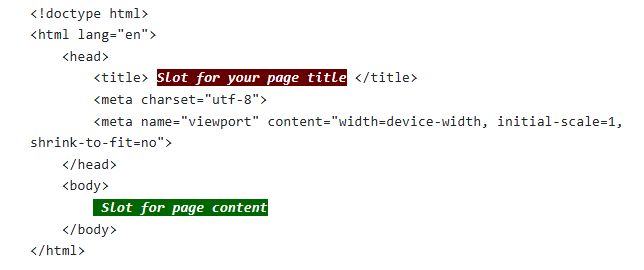 <!doctype html>
<html lang="en">
<head>
<title> Slot for your page title </title>
<meta charset="utf-8">
<meta name="viewport" content="width=device-width, initial-scale=1,
shrink-to-fit=no">
</head>
<body>
Slot for page content
</body>
</html>